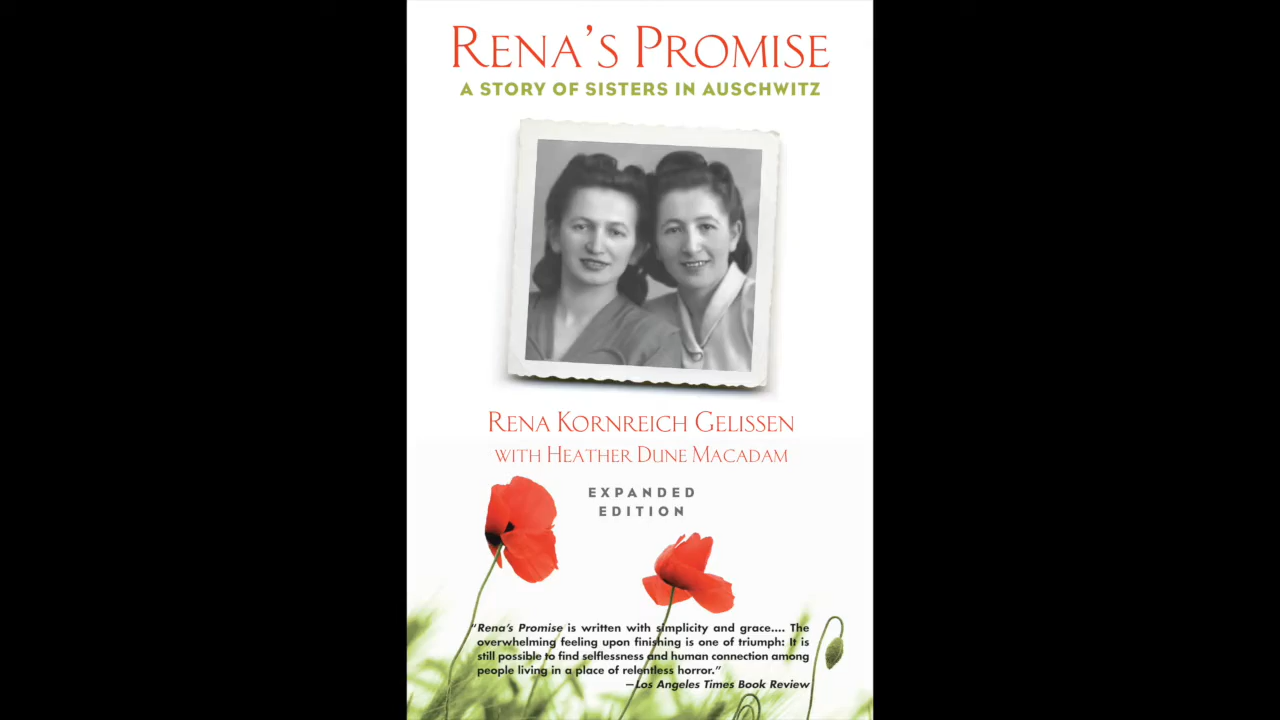 RENA'S PROMISE
A STORY OF SISTERS IN AUSCHWITZ
RENA KORNREICH GELISSEN
WITH HEATHER DUNE MACADAM
EXPANDED
EDITION
"Rena's Promise is written with simplicity and grace.... The
overwhelming feeling upon finishing is one of triumph: It is
still possible to find selflessness and human connection among
people living in a place of relentless horror."
—Los Angeles Times Book Review